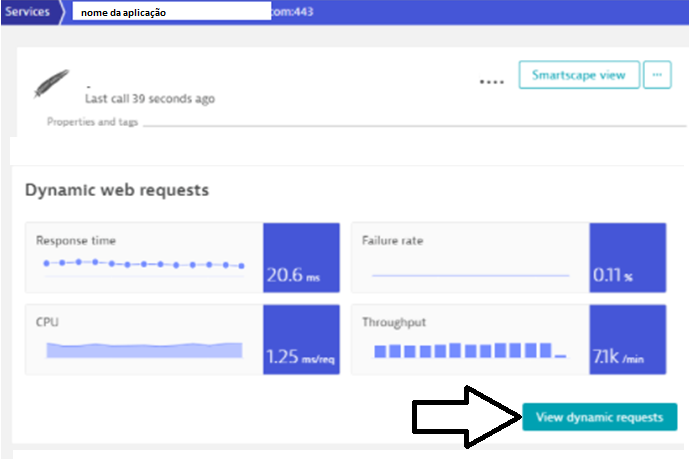 Services
nome da aplicação
.com:443
Smartscape view
...
-
Last call 39 seconds ago
Properties and tags
Dynamic web requests
Response time
20.6 ms
Failure rate
0.11 %
CPU
1.25 ms/req
Throughput
7.1k /min
View dynamic requests